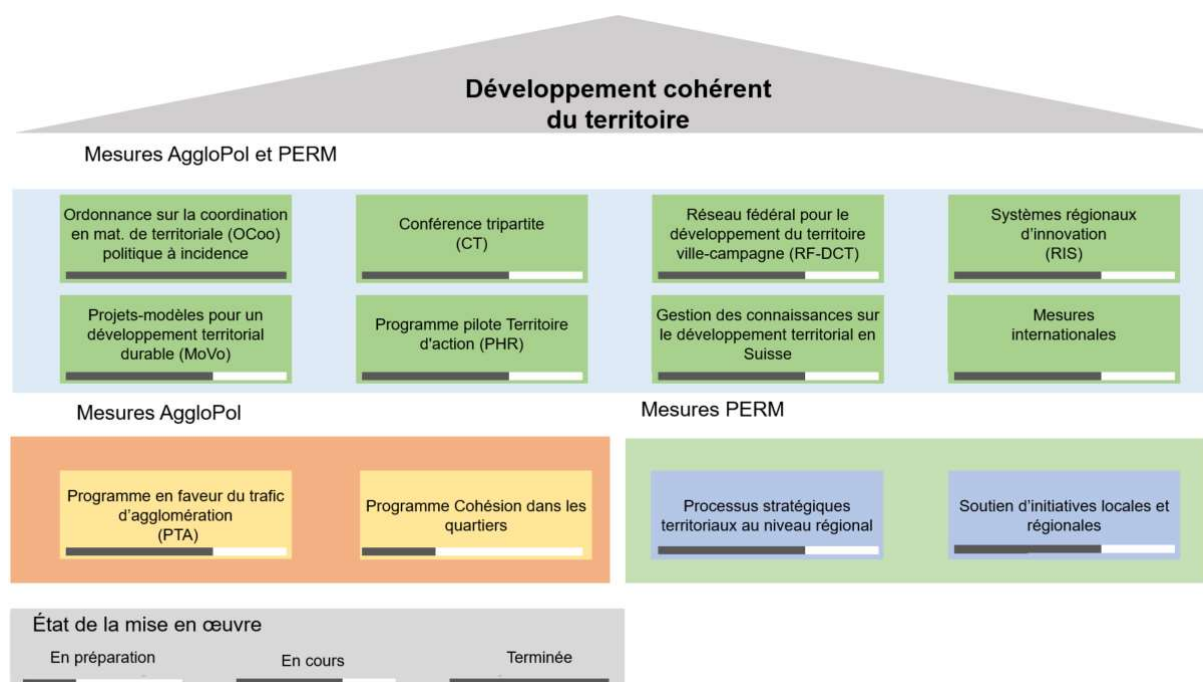 Développement cohérent
du territoire
Mesures AggloPol et PERM
Ordonnance sur la coordination
en mat. de territoriale (OCoo)
politique à incidence
Conférence tripartite
(CT)
Réseau fédéral pour le
développement du territoire
ville-campagne (RF-DCT)
Systèmes régionaux
d'innovation
(RIS)
Projets-modèles pour un
développement territorial
durable (MoVo)
Programme pilote Territoire
d'action (PHR)
Gestion des connaissances sur
le développement territorial en
Suisse
Mesures
internationales
Mesures AggloPol
Mesures PERM
Programme en faveur du trafic
d'agglomération
(PTA)
Programme Cohésion dans les
quartiers
Processus stratégiques
territoriaux au niveau régional
Soutien d'initiatives locales et
régionales
État de la mise en œuvre
En préparation
En cours
Terminée